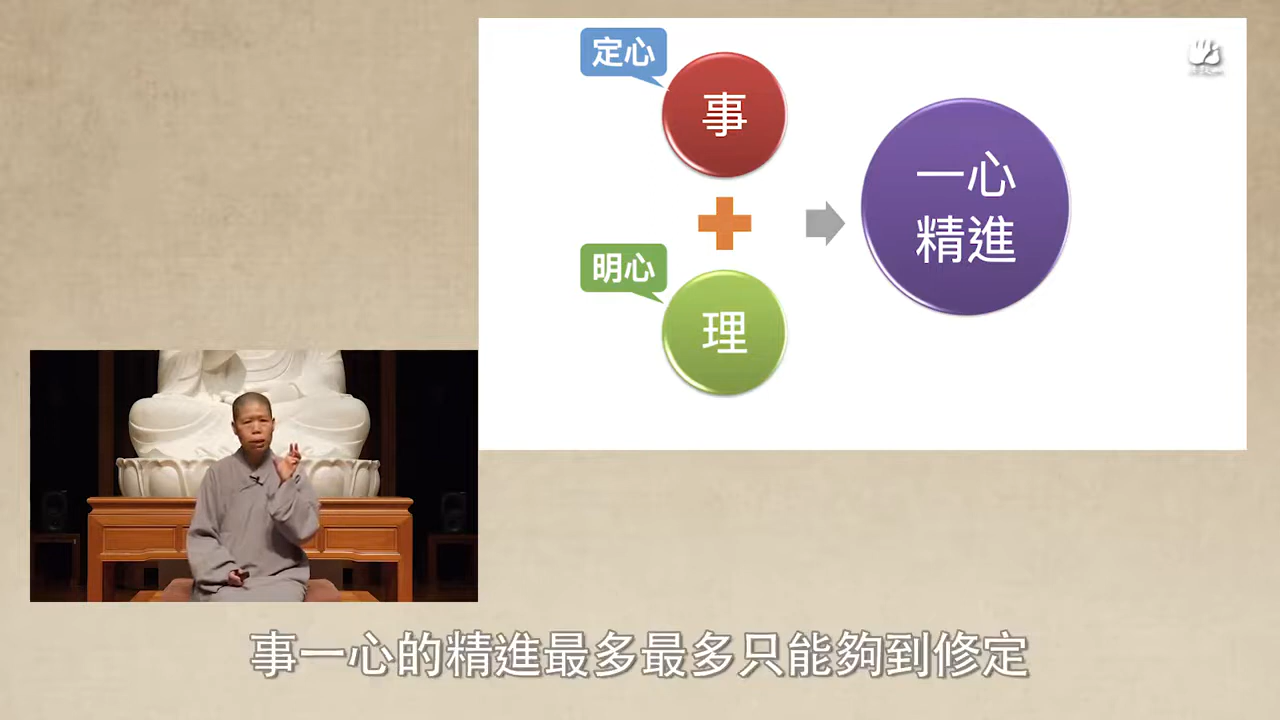 定心
事
明心
理
一心
精進
事一心的精進最多最多只能夠到修定